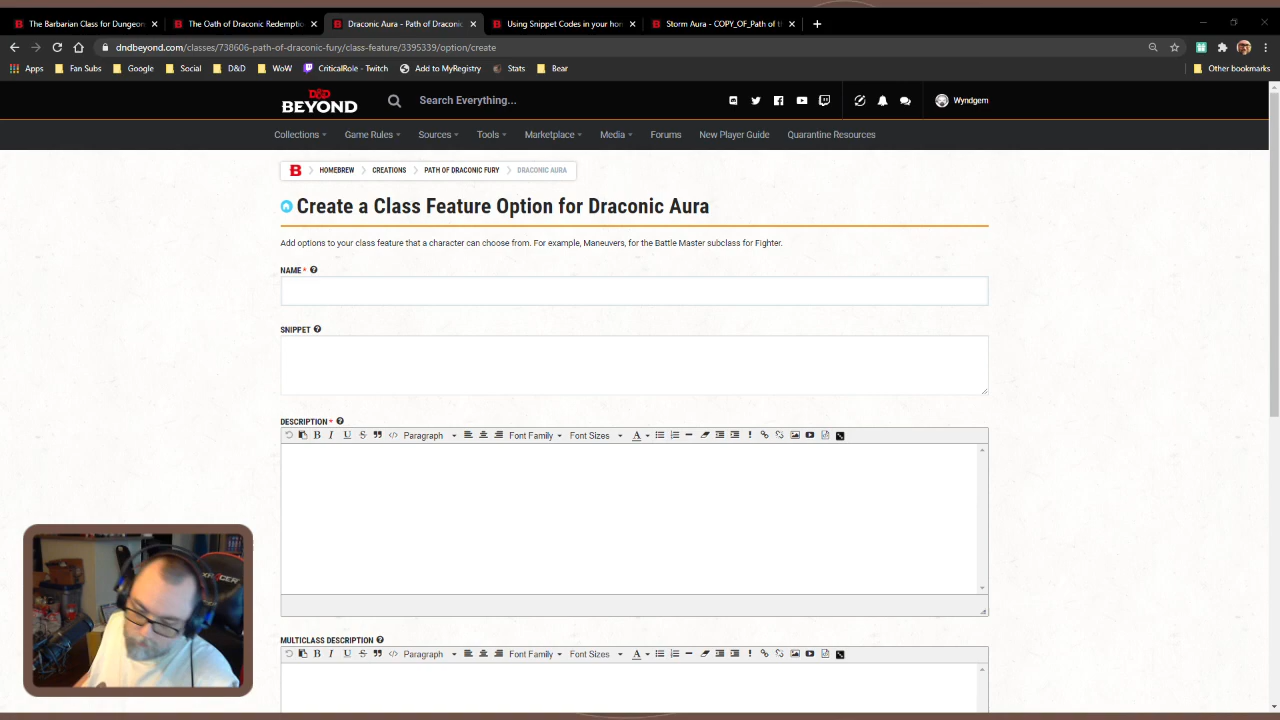 The Barbarian Class for Dungeon
The Oath of Draconic Redemptio
Draconic Aura - Path of Draconic
Using Snippet Codes in your hom
Storm Aura - COPY_OF_Path of t
dndbeyond.com/classes/738606-path-of-draconic-fury/class-feature/3395339/option/create
Apps Fan Subs Google Social D&D WoW CriticalRole - Twitch Add to MyRegistry Stats Bear Other bookmarks
D&D
BEYOND
Search Everything...
Wyndgem
Collections Game Rules Sources Tools Marketplace Media Forums New Player Guide Quarantine Resources
B HOMEBREW CREATIONS PATH OF DRACONIC FURY DRACONIC AURA
Create a Class Feature Option for Draconic Aura
Add options to your class feature that a character can choose from. For example, Maneuvers, for the Battle Master subclass for Fighter.
NAME *
SNIPPET
DESCRIPTION *
B I U S Paragraph Font Family Font Sizes A
MULTICLASS DESCRIPTION
B I U S Paragraph Font Family Font Sizes A